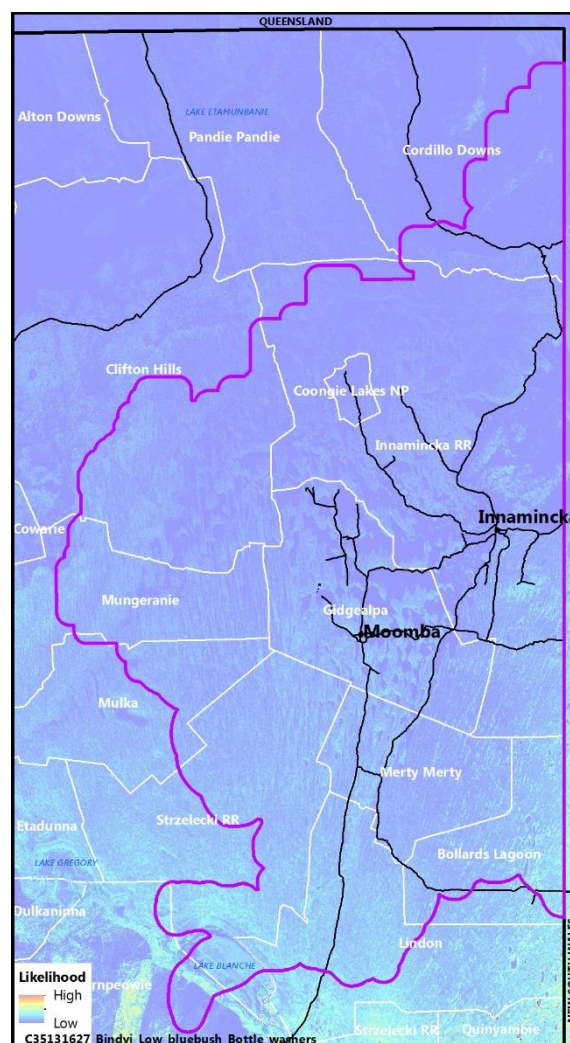 QUEENSLAND
LAKE ETAMUNBANIE
Alton Downs
Pandie Pandie
Cordillo Downs
Clifton Hills
Coongie Lakes NP
Innamincka RR
Innamincka
Cowarie
Mungeranie
Gidgealpa
Moomba
Mulka
Merty Merty
Etadunna
Strzelecki RR
Bollards Lagoon
LAKE GREGORY
Dulkaninna
Lindon
LAKE BLANCHE
Likelihood
High
Low
Strzelecki RR
Quinyambie
C35131627_Bindyi_Low_bluebush_Bottle_washers